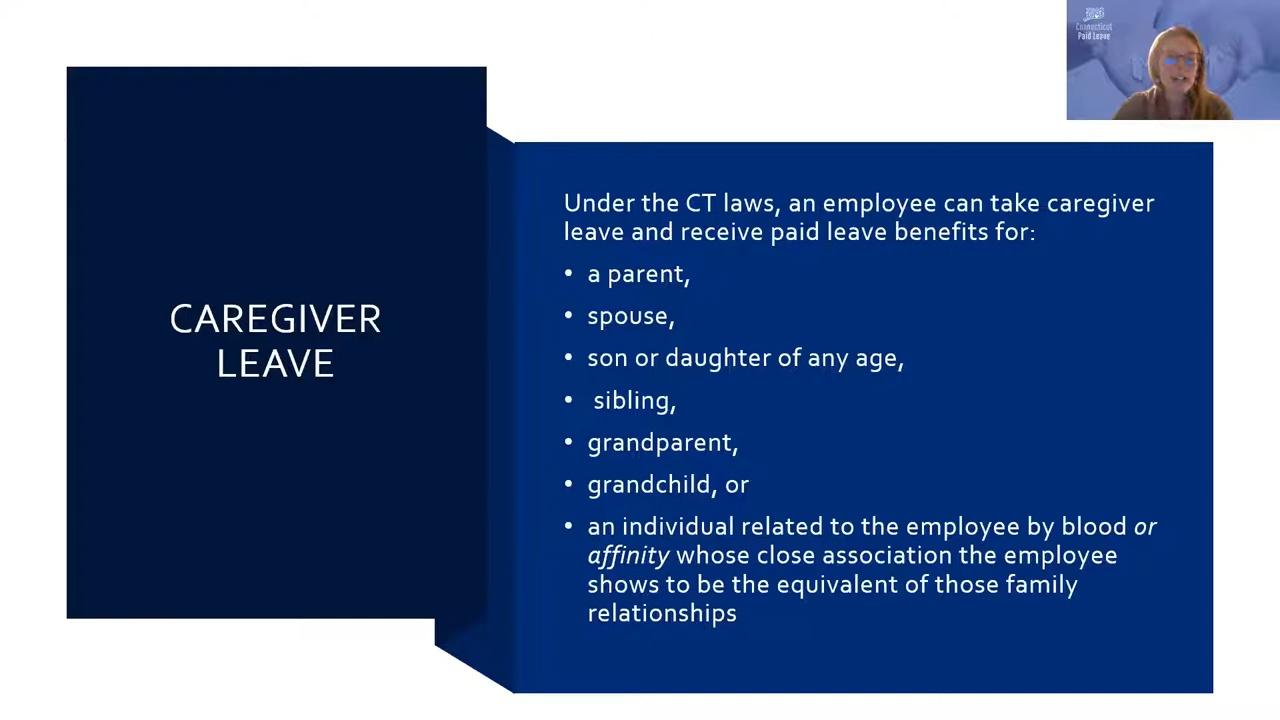 Connecticut
Paid Leave
CAREGIVER
LEAVE
Under the CT laws, an employee can take caregiver
leave and receive paid leave benefits for:
• a parent,
• spouse,
• son or daughter of any age,
• sibling,
• grandparent,
• grandchild, or
• an individual related to the employee by blood or
affinity whose close association the employee
shows to be the equivalent of those family
relationships